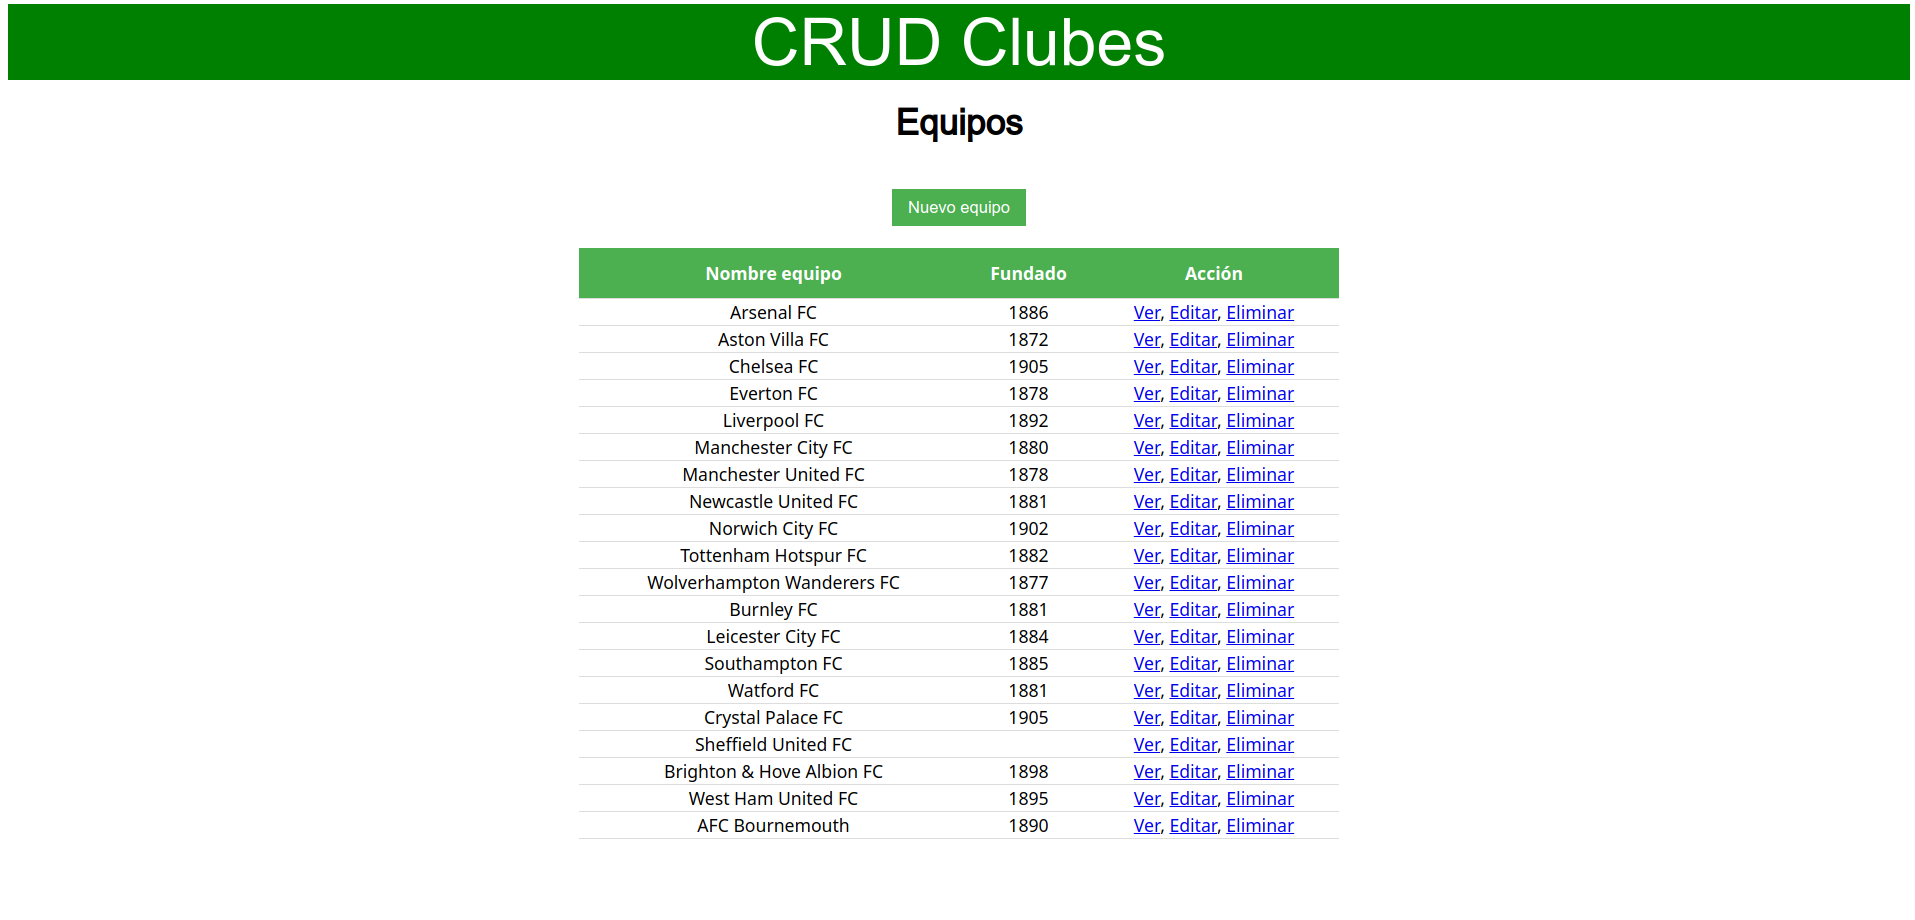 CRUD Clubes
Equipos
Nuevo equipo
Nombre equipo Fundado Acción
Arsenal FC 1886 Ver, Editar, Eliminar
Aston Villa FC 1872 Ver, Editar, Eliminar
Chelsea FC 1905 Ver, Editar, Eliminar
Everton FC 1878 Ver, Editar, Eliminar
Liverpool FC 1892 Ver, Editar, Eliminar
Manchester City FC 1880 Ver, Editar, Eliminar
Manchester United FC 1878 Ver, Editar, Eliminar
Newcastle United FC 1881 Ver, Editar, Eliminar
Norwich City FC 1902 Ver, Editar, Eliminar
Tottenham Hotspur FC 1882 Ver, Editar, Eliminar
Wolverhampton Wanderers FC 1877 Ver, Editar, Eliminar
Burnley FC 1881 Ver, Editar, Eliminar
Leicester City FC 1884 Ver, Editar, Eliminar
Southampton FC 1885 Ver, Editar, Eliminar
Watford FC 1881 Ver, Editar, Eliminar
Crystal Palace FC 1905 Ver, Editar, Eliminar
Sheffield United FC Ver, Editar, Eliminar
Brighton & Hove Albion FC 1898 Ver, Editar, Eliminar
West Ham United FC 1895 Ver, Editar, Eliminar
AFC Bournemouth 1890 Ver, Editar, Eliminar